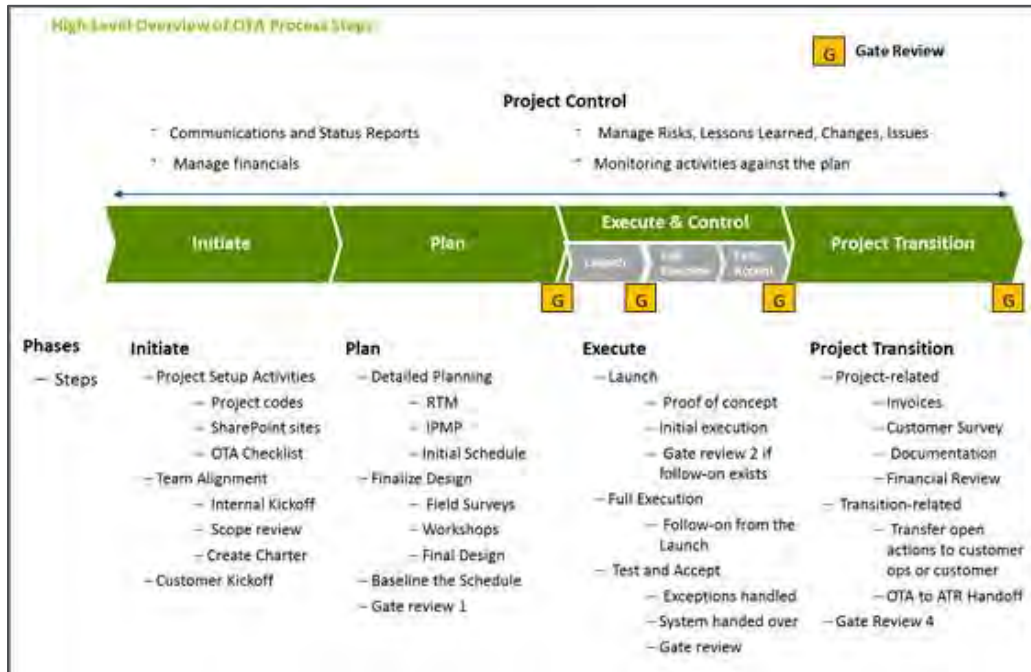 High Level Overview of OTA Process Steps
G Gate Review
Project Control
Communications and Status Reports
Manage financials
Manage Risks, Lessons Learned, Changes, Issues
Monitoring activities against the plan
Initiate
Plan
Execute & Control
Launch
Full Execution
Test/Accept
Project Transition
G
G
G
G
Phases
– Steps
Initiate
– Project Setup Activities
– Project codes
– SharePoint sites
– OTA Checklist
– Team Alignment
– Internal Kickoff
– Scope review
– Create Charter
– Customer Kickoff
Plan
– Detailed Planning
– RTM
– IPMP
– Initial Schedule
– Finalize Design
– Field Surveys
– Workshops
– Final Design
– Baseline the Schedule
– Gate review 1
Execute
– Launch
– Proof of concept
– Initial execution
– Gate review 2 if
follow-on exists
– Full Execution
– Follow-on from the
Launch
– Test and Accept
– Exceptions handled
– System handed over
– Gate review
Project Transition
– Project-related
– Invoices
– Customer Survey
– Documentation
– Financial Review
– Transition-related
– Transfer open
actions to customer
ops or customer
– OTA to ATR Handoff
– Gate Review 4